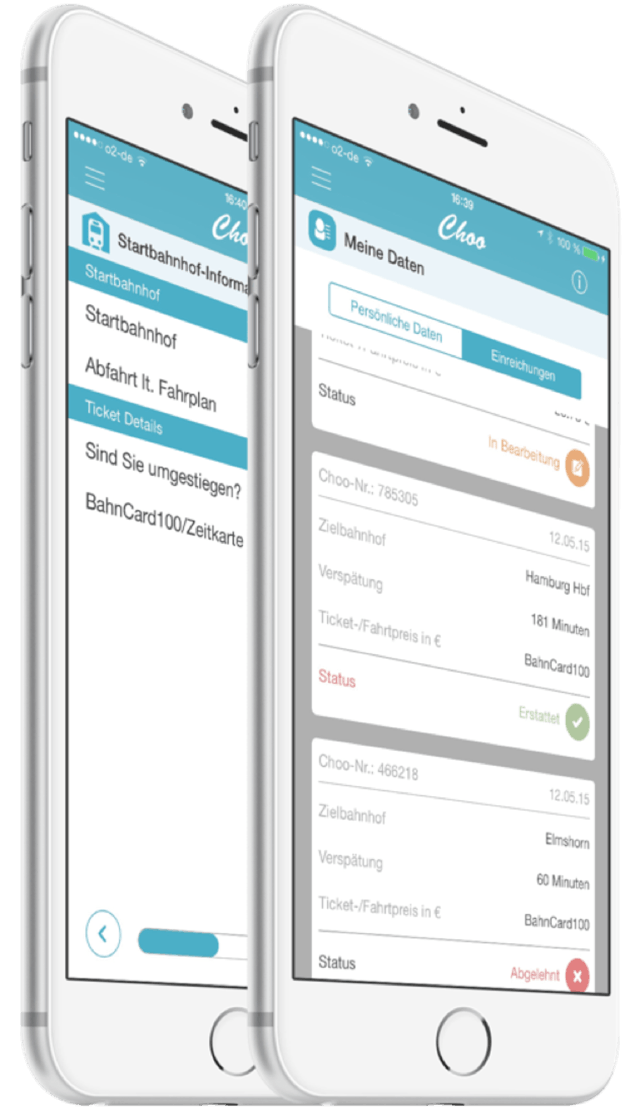 o2-de
16:40
Choo
Startbahnhof-Informa
Startbahnhof
Startbahnhof
Abfahrt lt. Fahrplan
Ticket Details
Sind Sie umgestiegen?
BahnCard100/Zeitkarte
o2-de
16:39
100 %
Choo
Meine Daten
Persönliche Daten
Einreichungen
Status
In Bearbeitung
Choo-Nr.: 785305
12.05.15
Zielbahnhof
Hamburg Hbf
Verspätung
181 Minuten
Ticket-/Fahrtpreis in €
BahnCard100
Status
Erstattet
Choo-Nr.: 466218
12.05.15
Zielbahnhof
Elmshorn
Verspätung
60 Minuten
Ticket-/Fahrtpreis in €
BahnCard100
Status
Abgelehnt